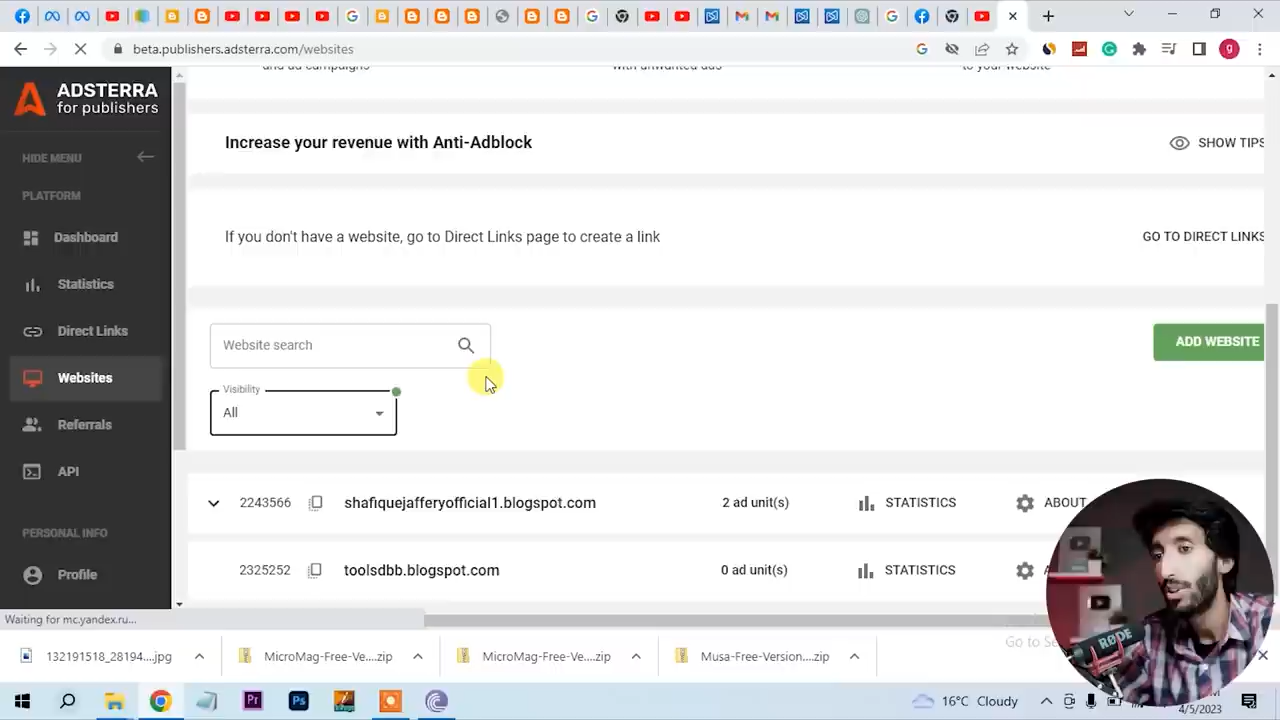 beta.publishers.adsterra.com/websites
ADSTERRA
for publishers
HIDE MENU
PLATFORM
Dashboard
Statistics
Direct Links
Websites
Referrals
API
PERSONAL INFO
Profile
and ad campaigns
with unwanted ads
to your website
Increase your revenue with Anti-Adblock
SHOW TIPS
If you don't have a website, go to Direct Links page to create a link
GO TO DIRECT LINKS
Website search
ADD WEBSITE
Visibility
All
2243566 shafiquejafferyofficial1.blogspot.com 2 ad unit(s) STATISTICS ABOUT
2325252 toolsdbb.blogspot.com 0 ad unit(s) STATISTICS
RØDE
Waiting for mc.yandex.ru...
Go to Se
132191518_28194....jpg
MicroMag-Free-Ve....zip
MicroMag-Free-Ve....zip
Musa-Free-Version....zip
16°C Cloudy
4/5/2023